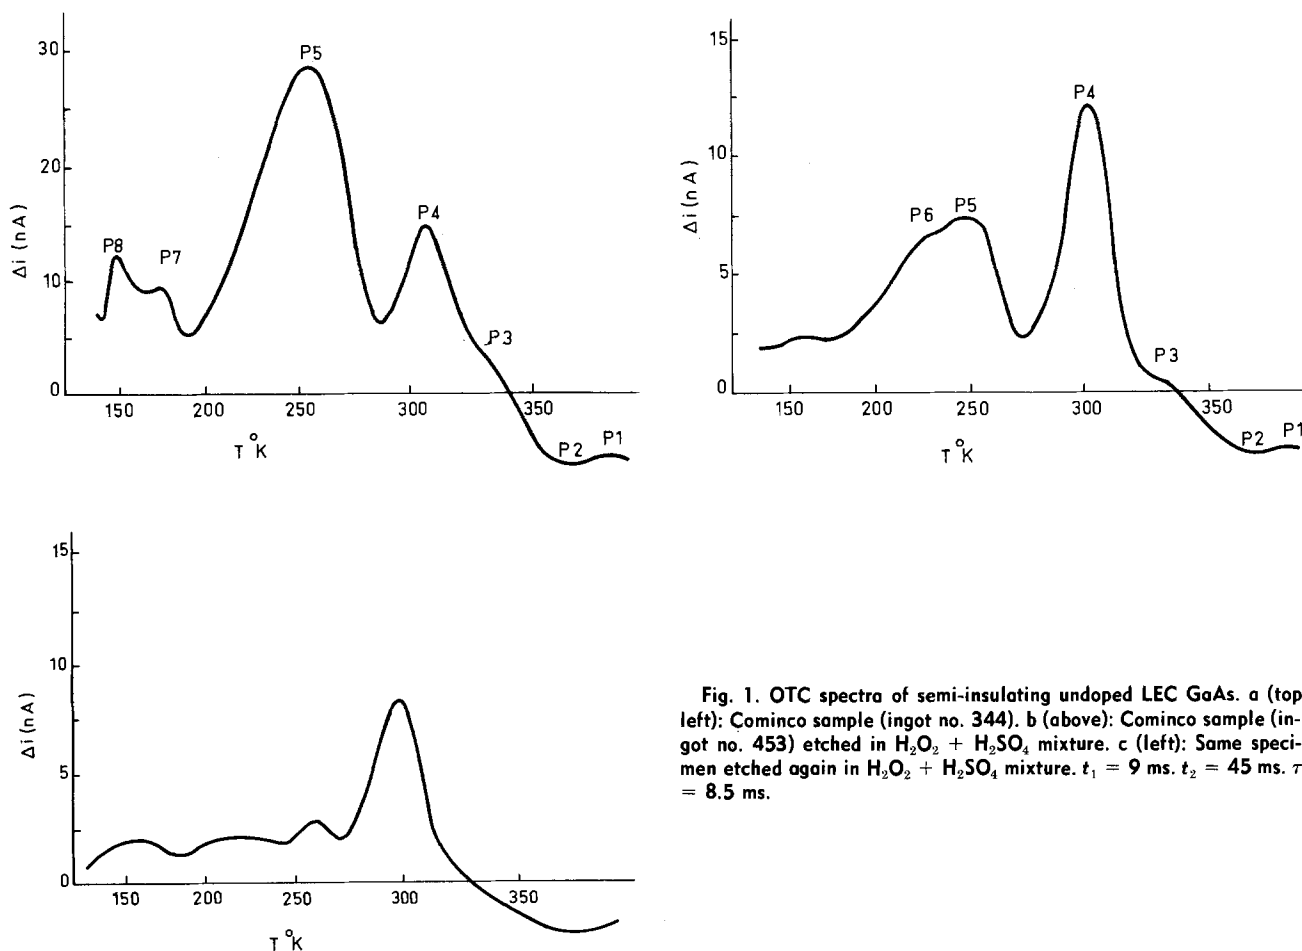 30
20
10
0
Δi (nA)
P8
P7
P5
P4
P3
P2
P1
150
200
250
300
350
T °K
15
10
5
0
Δi (nA)
P6
P5
P4
P3
P2
P1
150
200
250
300
350
T °K
15
10
5
0
Δi (nA)
150
200
250
300
350
T °K
Fig. 1. OTC spectra of semi-insulating undoped LEC GaAs. a (top
left): Cominco sample (ingot no. 344). b (above): Cominco sample (in-
got no. 453) etched in H₂O₂ + H₂SO₄ mixture. c (left): Same speci-
men etched again in H₂O₂ + H₂SO₄ mixture. t₁ = 9 ms. t₂ = 45 ms. τ
= 8.5 ms.